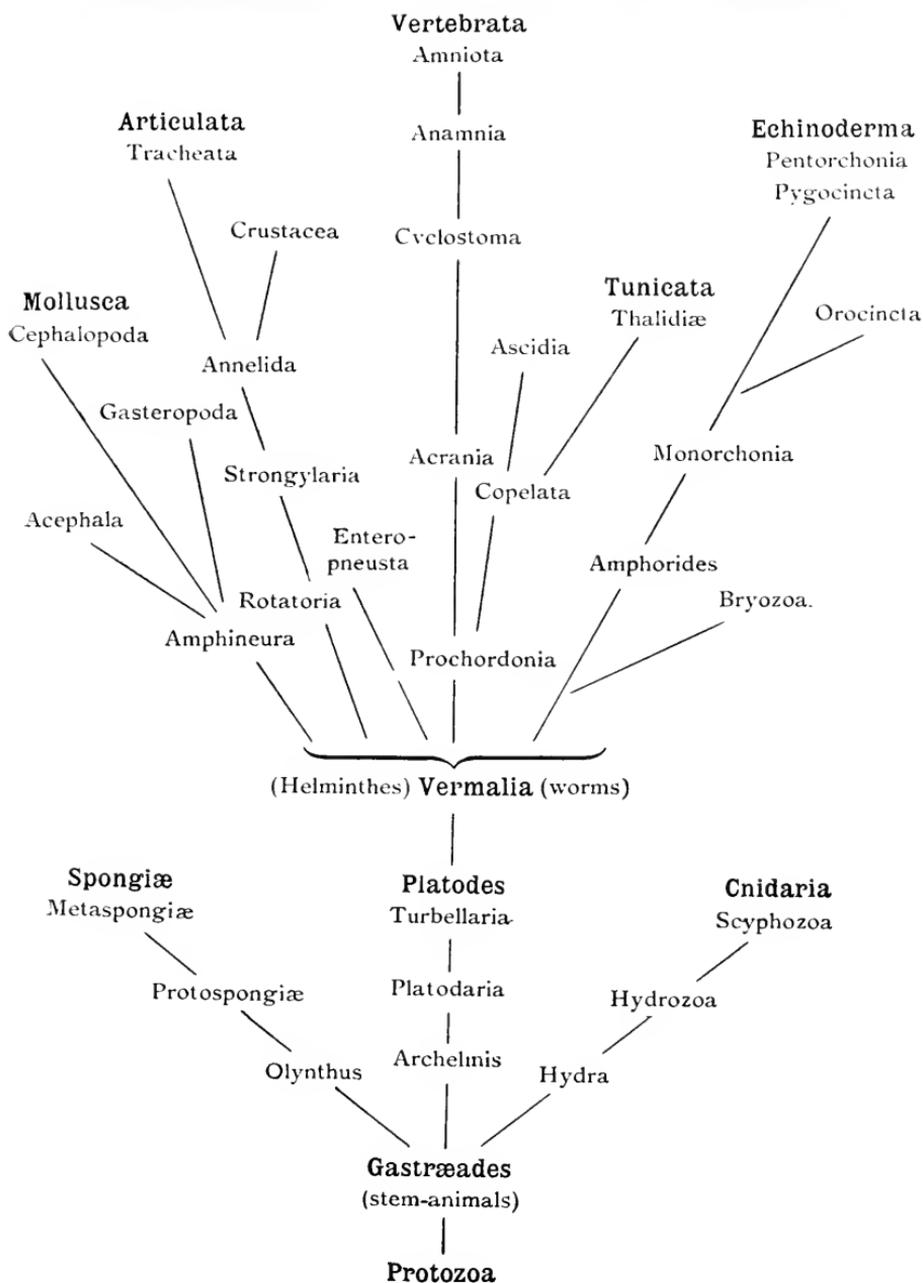 Vertebrata
Amniota
Articulata
Tracheata
Anamnia
Echinoderma
Pentorchonia
Pygocincta
Crustacea
Cyclostoma
Mollusca
Cephalopoda
Tunicata
Thalidiæ
Orocincta
Ascidia
Annelida
Gasteropoda
Strongylaria
Acrania
Monorchonia
Copelata
Acephala
Entero-
pneusta
Amphorides
Rotatoria
Bryozoa.
Amphineura
Prochordonia
(Helminthes) Vermalia (worms)
Spongiæ
Metaspongiæ
Platodes
Turbellaria
Cnidaria
Scyphozoa
Protospongiæ
Platodaria
Hydrozoa
Olynthus
Archelmis
Hydra
Gastræades
(stem-animals)
Protozoa